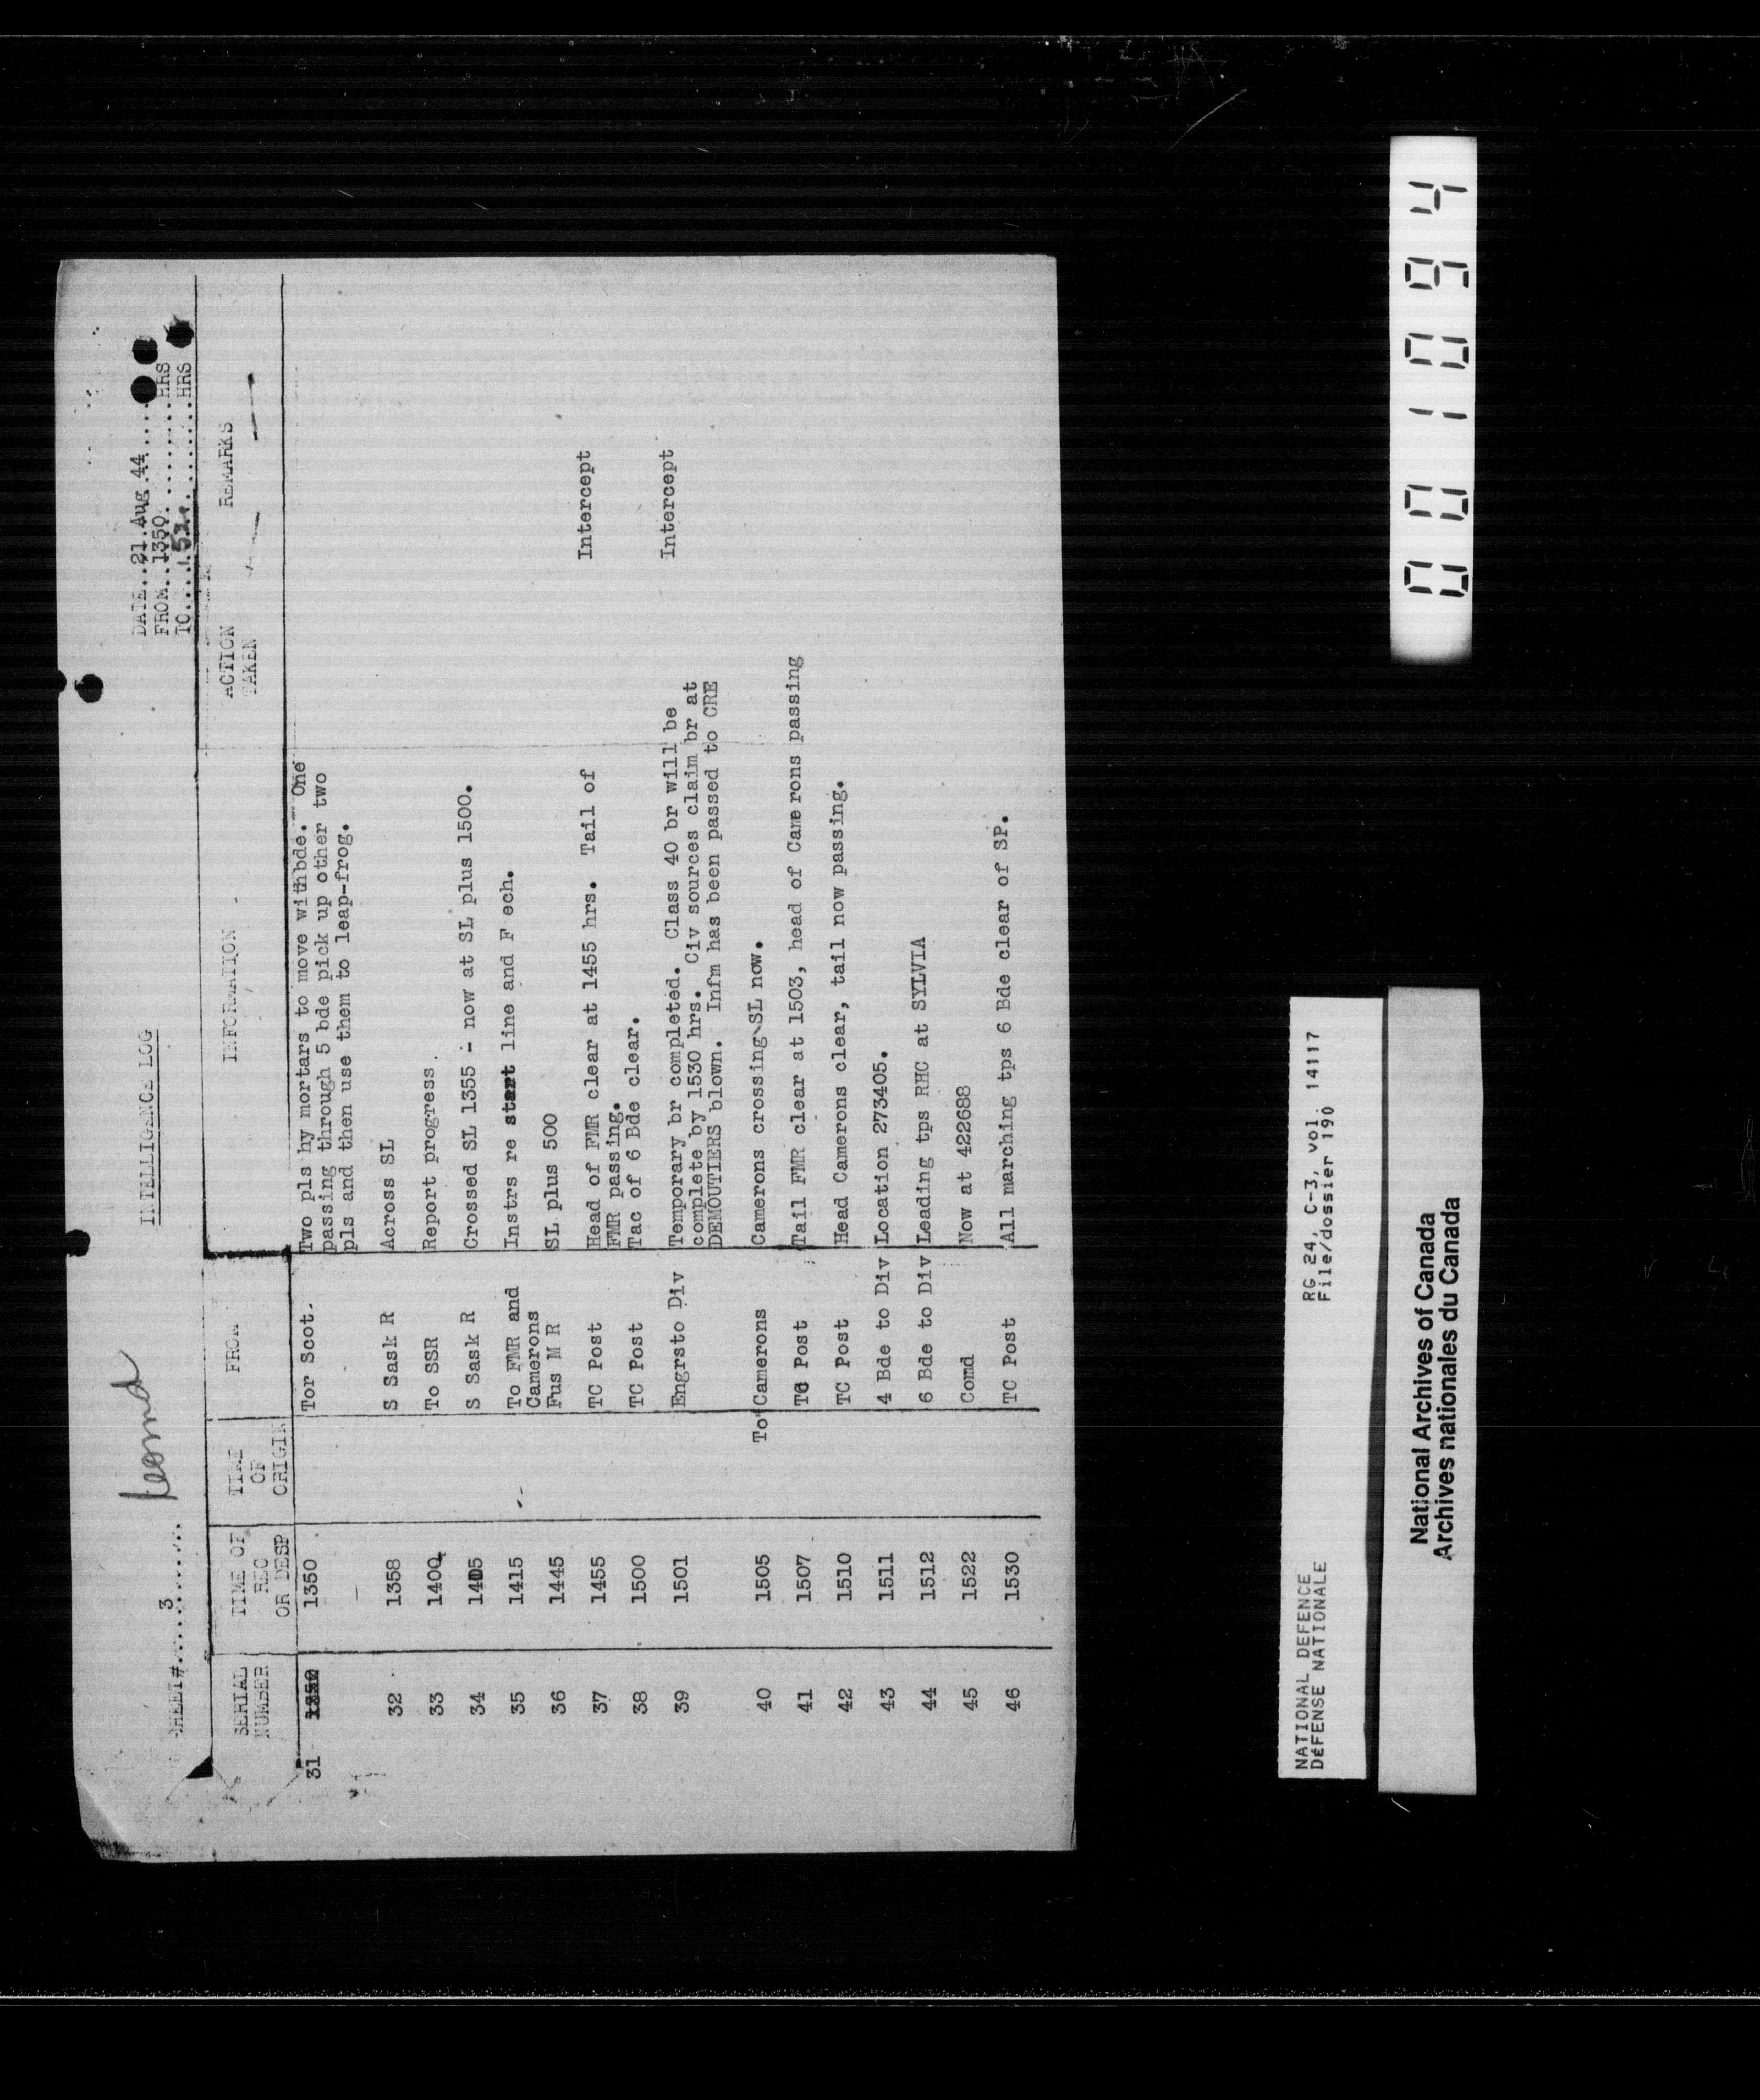 SHEET#.....3.........
INTELLIGENCE LOG
DATE..21.Aug 44....
FROM..1350.........HRS
TO....153.........HRS
SERIAL NUMBER TIME OF REC OR DESP TIME OF ORIGIN FROM INFORMATION ACTION TAKEN REMARKS
31 1350 Tor Scot. Two pls hy mortars to move withbde. One
passing through 5 bde pick up other two
pls and then use them to leap-frog.
32 1358 S Sask R Across SL
33 1400 To SSR Report progress.
34 1405 S Sask R Crossed SL 1355 - now at SL plus 1500.
35 1415 To FMR and Instrs re start line and F ech.
Camerons
36 1445 Fus M R SL plus 500
37 1455 TC Post Head of FMR clear at 1455 hrs. Tail of Intercept
FMR passing.
38 1500 TC Post Tac of 6 Bde clear.
39 1501 Engrsto Div Temporary br completed. Class 40 br will be Intercept
complete by 1530 hrs. Civ sources claim br at
DEMOUTIERS blown. Infm has been passed to CRE
40 1505 To Camerons Camerons crossing SL now.
41 1507 TC Post Tail FMR clear at 1503, head of Camerons passing
42 1510 TC Post Head Camerons clear, tail now passing.
43 1511 4 Bde to Div Location 273405.
44 1512 6 Bde to Div Leading tps RHC at SYLVIA
45 1522 Comd Now at 422688
46 1530 TC Post All marching tps 6 Bde clear of SP.
NATIONAL DEFENCE RG 24, C-3, vol. 14117
DéFENSE NATIONALE File/dossier 190
National Archives of Canada
Archives nationales du Canada
001094